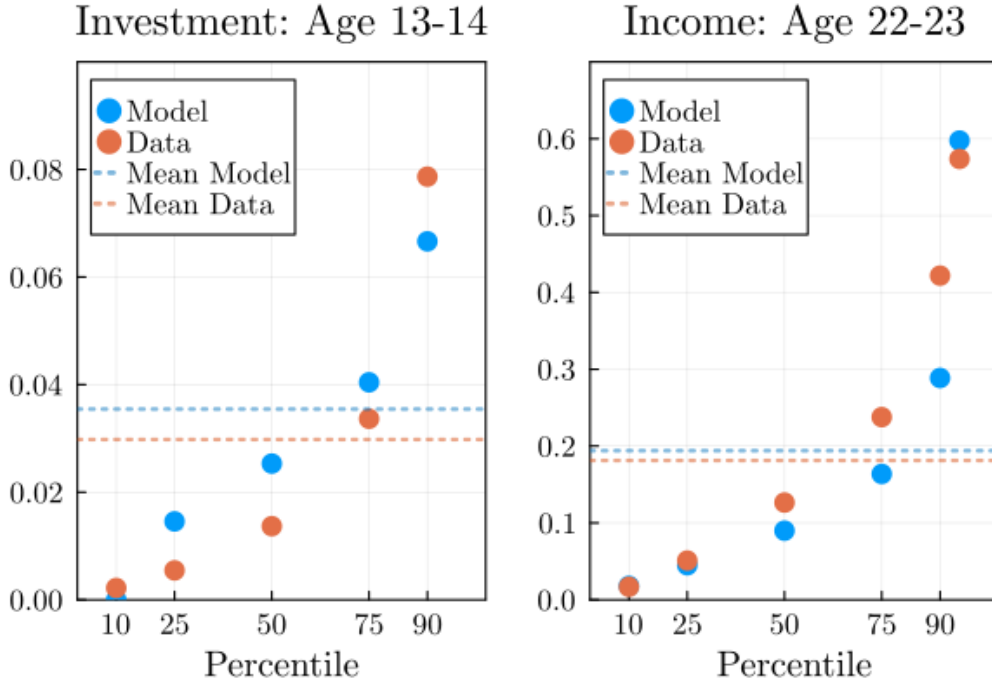 Investment: Age 13-14
Model
Data
Mean Model
Mean Data
0.08
0.06
0.04
0.02
0.00
10 25 50 75 90
Percentile
Income: Age 22-23
Model
Data
Mean Model
Mean Data
0.6
0.5
0.4
0.3
0.2
0.1
0.0
10 25 50 75 90
Percentile